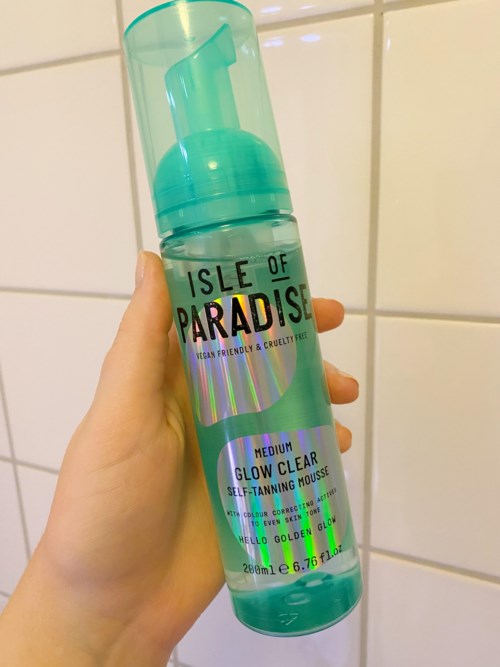 ISLE OF
PARADISE
VEGAN FRIENDLY & CRUELTY FREE
MEDIUM
GLOW CLEAR
SELF-TANNING MOUSSE
WITH COLOUR CORRECTING ACTIVES
TO EVEN SKIN TONE
HELLO GOLDEN GLOW
200ml ℮ 6.76fl.oz